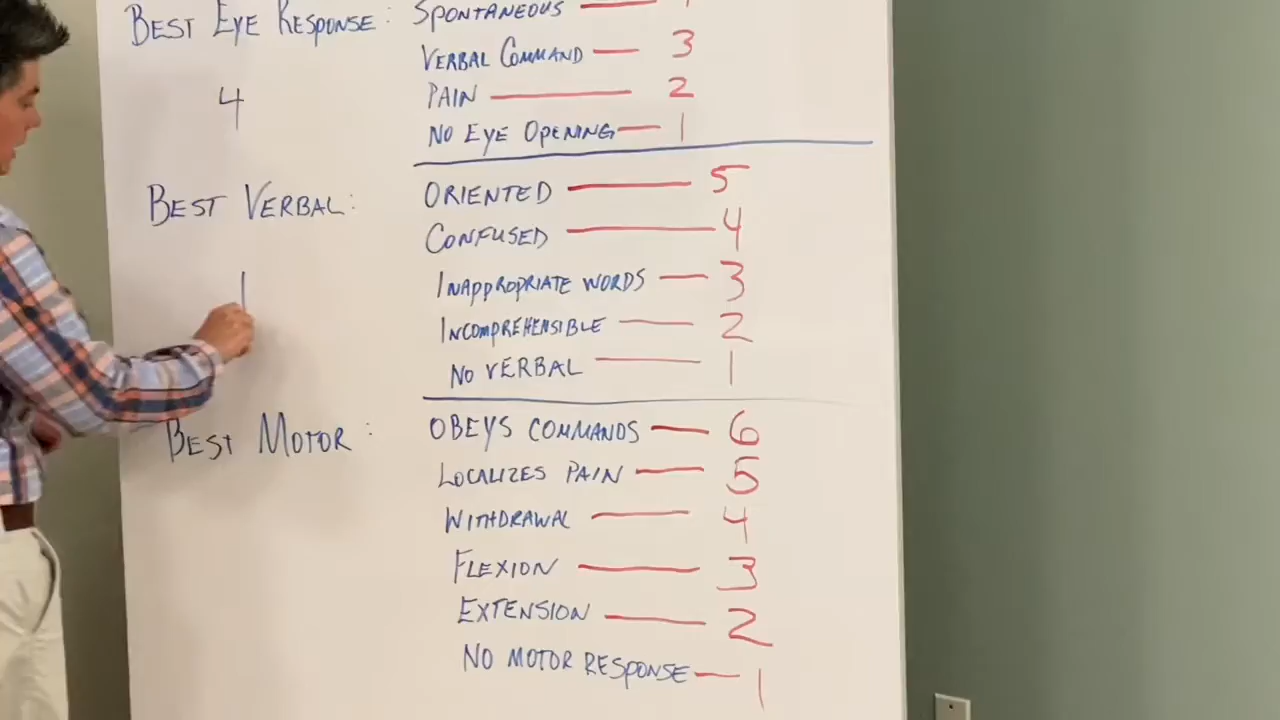 BEST EYE RESPONSE: SPONTANEOUS
VERBAL COMMAND — 3
PAIN — 2
4
NO EYE OPENING — 1
BEST VERBAL: ORIENTED — 5
CONFUSED — 4
INAPPROPRIATE WORDS — 3
INCOMPREHENSIBLE — 2
NO VERBAL — 1
BEST MOTOR: OBEYS COMMANDS — 6
LOCALIZES PAIN — 5
WITHDRAWAL — 4
FLEXION — 3
EXTENSION — 2
NO MOTOR RESPONSE — 1